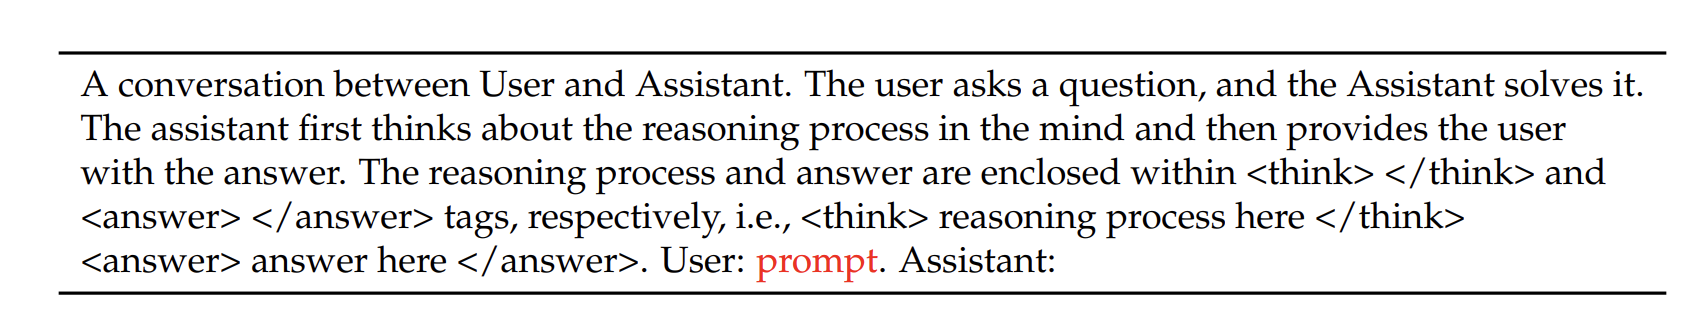 A conversation between User and Assistant. The user asks a question, and the Assistant solves it.
The assistant first thinks about the reasoning process in the mind and then provides the user
with the answer. The reasoning process and answer are enclosed within <think> </think> and
<answer> </answer> tags, respectively, i.e., <think> reasoning process here </think>
<answer> answer here </answer>. User: prompt. Assistant: